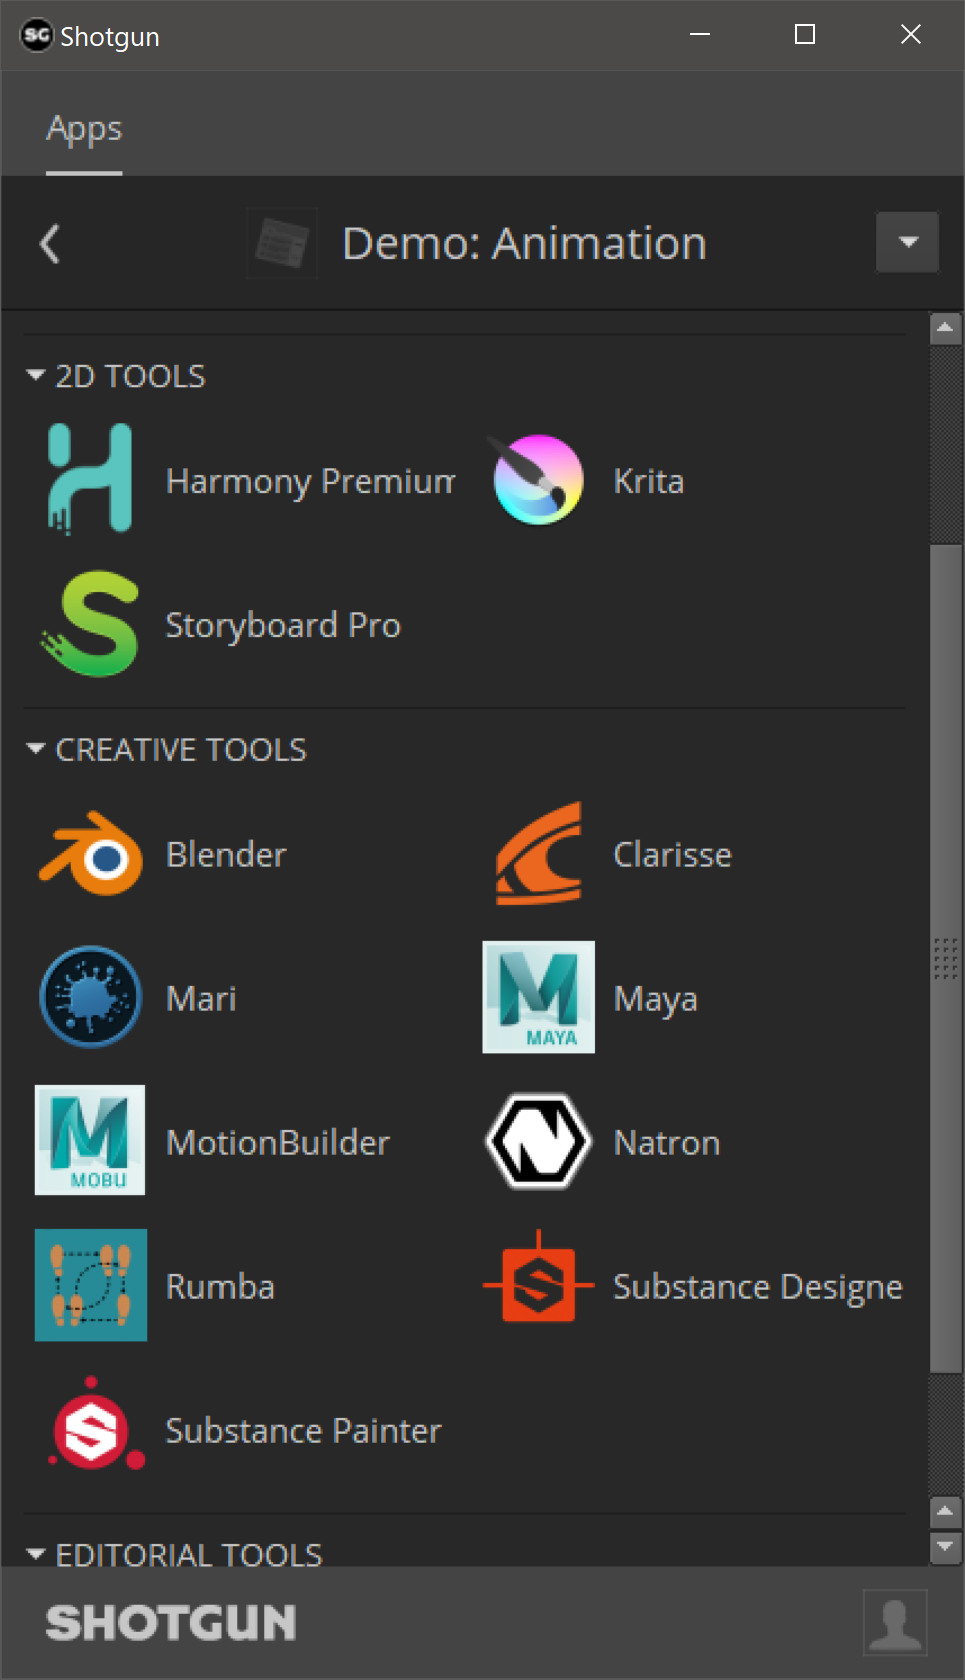 SG Shotgun
Apps
Demo: Animation
2D TOOLS
Harmony Premium
Krita
Storyboard Pro
CREATIVE TOOLS
Blender
Clarisse
Mari
MAYA
Maya
MOBU
MotionBuilder
Natron
Rumba
Substance Designe
Substance Painter
EDITORIAL TOOLS
SHOTGUN